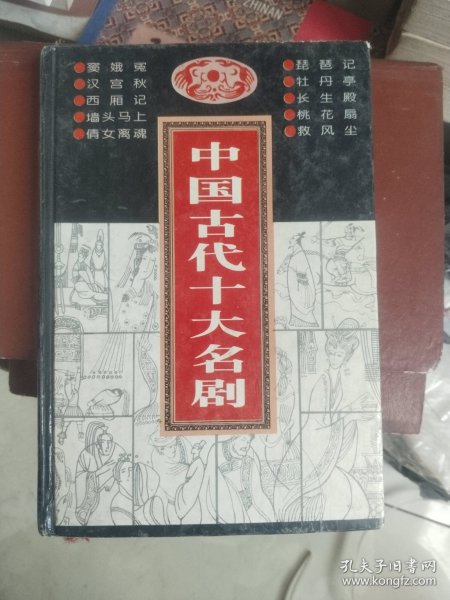 ZHINAN
窦娥冤
汉宫秋
西厢记
墙头马上
倩女离魂
琵琶记
牡丹亭
长生殿
桃花扇
救风尘
中国古代十大名剧
孔夫子旧书网
www.kongfz.com